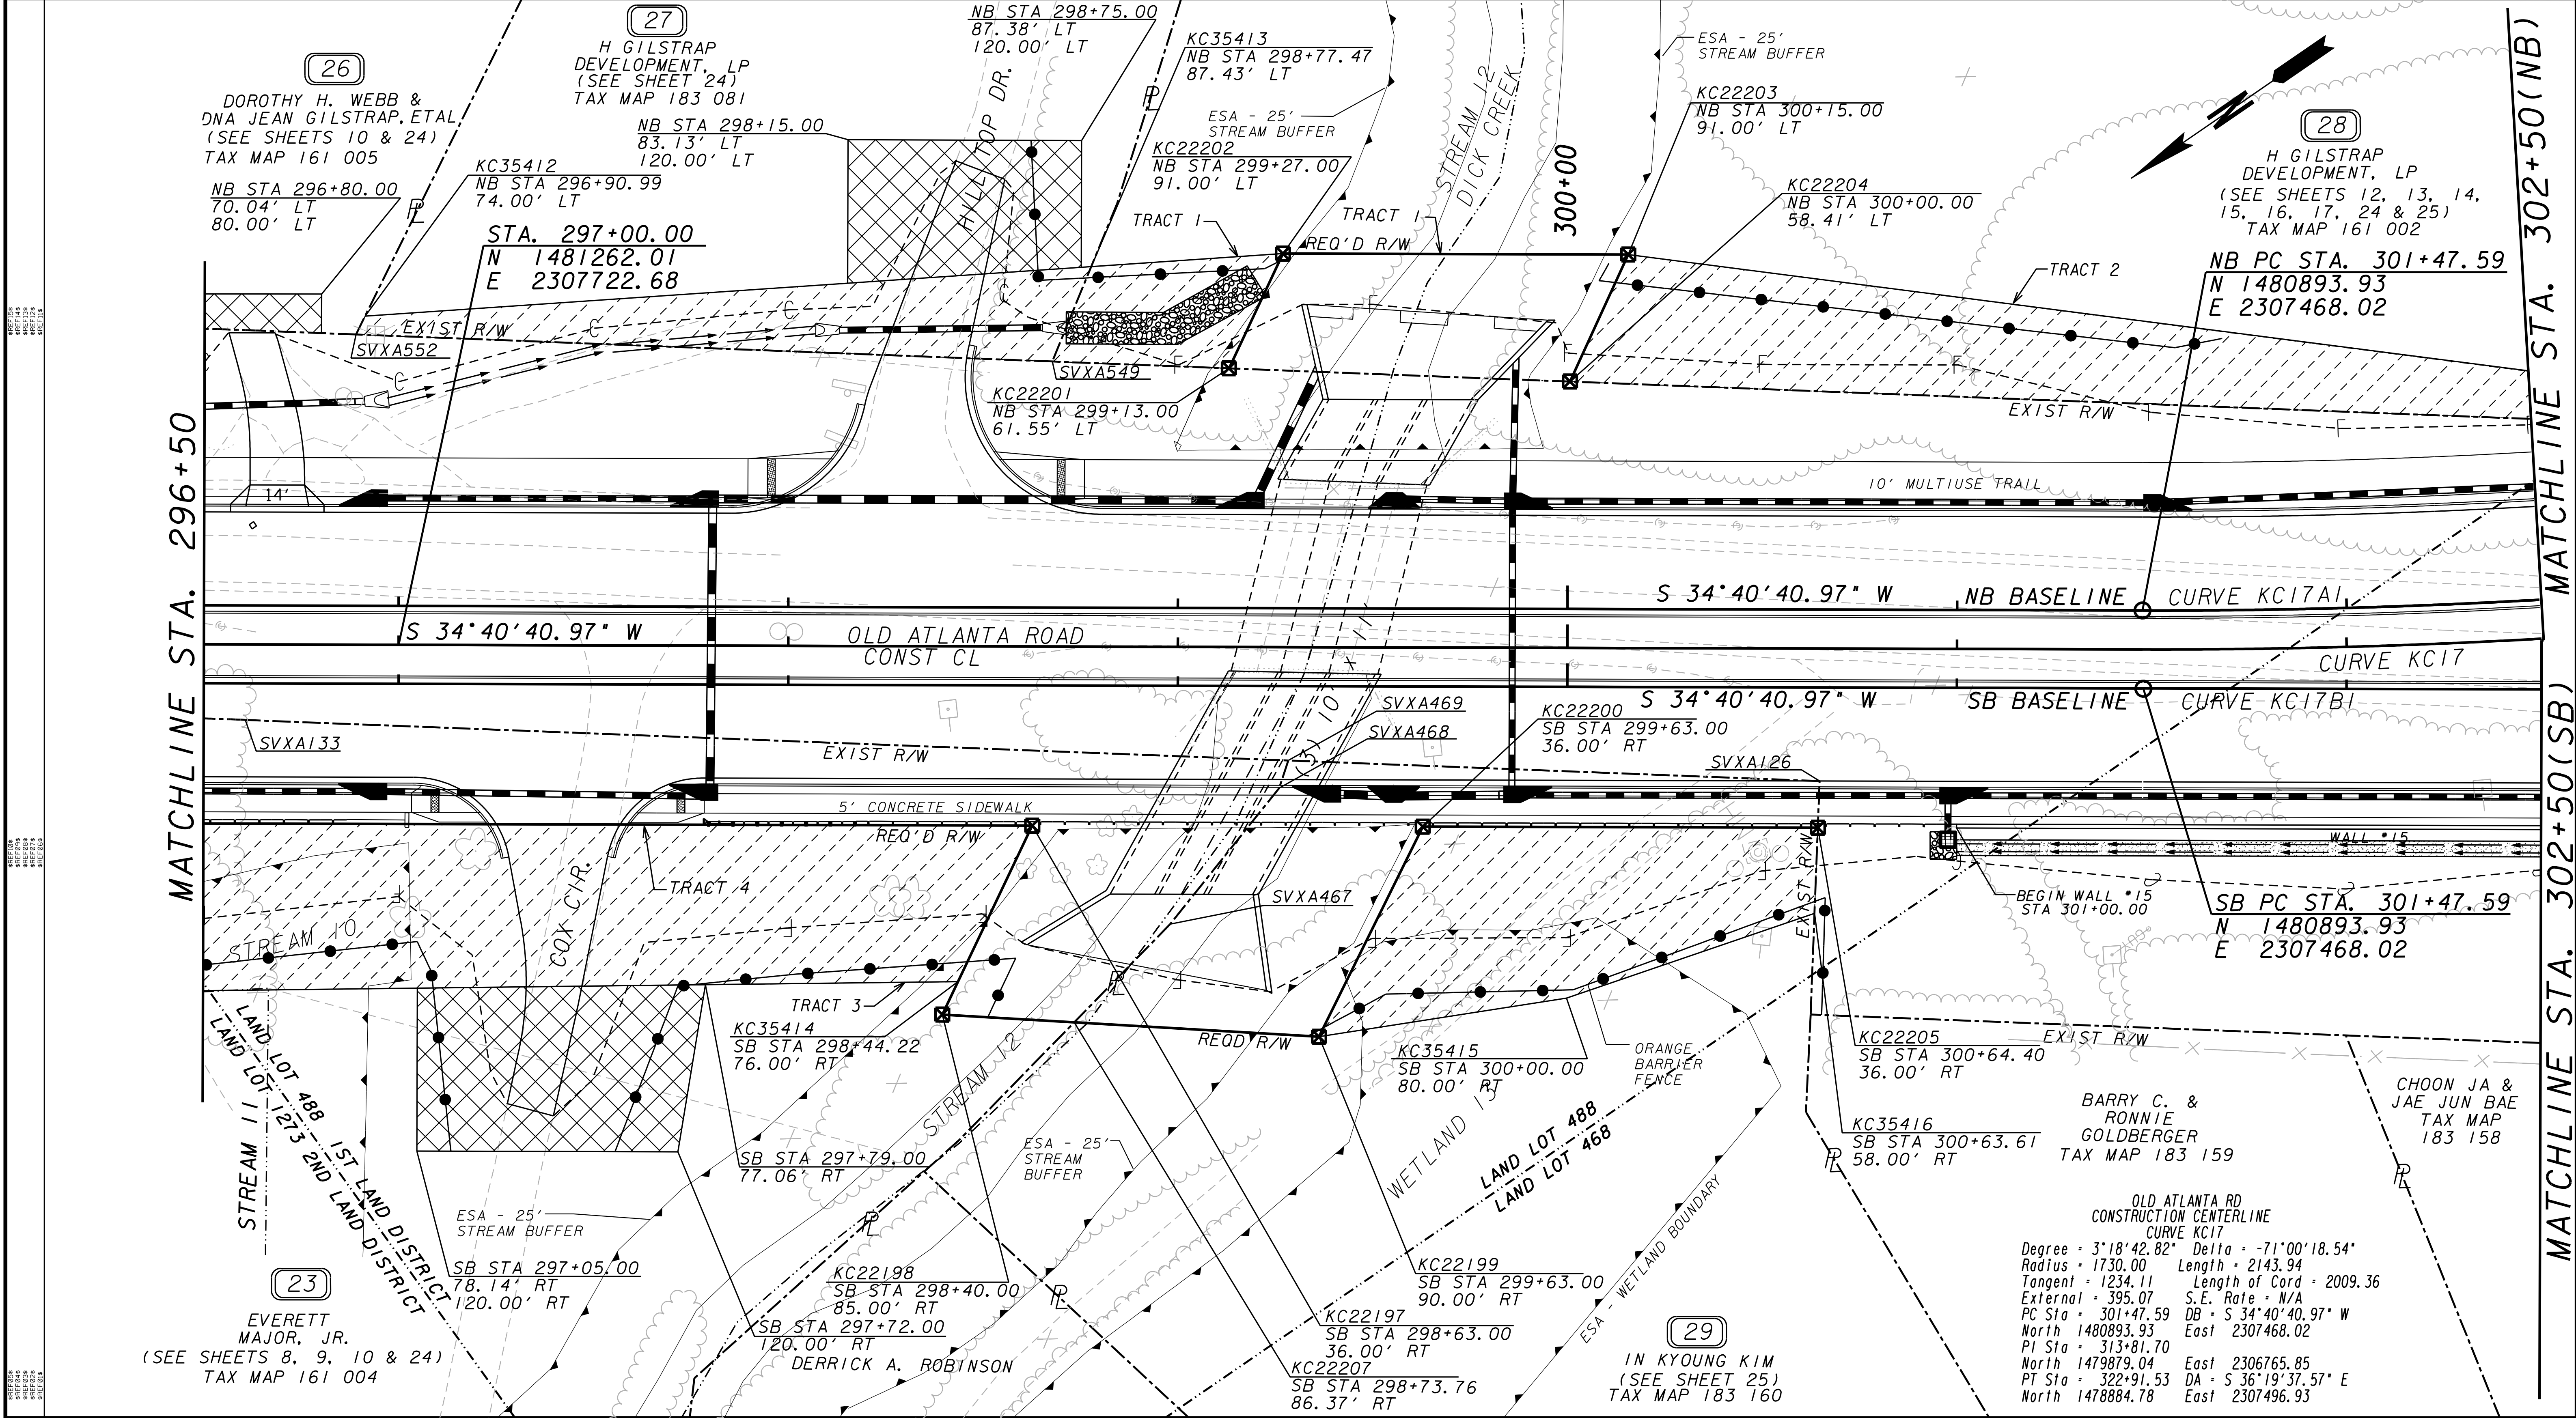 26
DOROTHY H. WEBB &
DNA JEAN GILSTRAP, ETAL
(SEE SHEETS 10 & 24)
TAX MAP 161 005
NB STA 296+80.00
70.04' LT
80.00' LT
27
H GILSTRAP
DEVELOPMENT, LP
(SEE SHEET 24)
TAX MAP 183 081
NB STA 298+15.00
83.13' LT
120.00' LT
KC35412
NB STA 296+90.99
74.00' LT
STA. 297+00.00
N 1481262.01
E 2307722.68
NB STA 298+75.00
87.38' LT
120.00' LT
HILL TOP DR.
KC35413
NB STA 298+77.47
87.43' LT
ESA - 25'
STREAM BUFFER
KC22202
NB STA 299+27.00
91.00' LT
TRACT 1
TRACT 1
REQ'D R/W
STREAM 12
DICK CREEK
300+00
ESA - 25'
STREAM BUFFER
KC22203
NB STA 300+15.00
91.00' LT
KC22204
NB STA 300+00.00
58.41' LT
N
28
H GILSTRAP
DEVELOPMENT, LP
(SEE SHEETS 12, 13, 14,
15, 16, 17, 24 & 25)
TAX MAP 161 002
TRACT 2
NB PC STA. 301+47.59
N 1480893.93
E 2307468.02
MATCHLINE STA. 302+50(NB)
EXIST R/W
SVXA552
SVXA549
KC22201
NB STA 299+13.00
61.55' LT
EXIST R/W
14'
10' MULTIUSE TRAIL
MATCHLINE STA. 296+50
S 34°40'40.97" W
OLD ATLANTA ROAD
CONST CL
S 34°40'40.97" W
NB BASELINE
CURVE KC17A1
CURVE KC17
S 34°40'40.97" W
SB BASELINE
CURVE KC17B1
(3) 10' X 11'
SVXA133
EXIST R/W
SVXA469
SVXA468
KC22200
SB STA 299+63.00
36.00' RT
SVXA126
5' CONCRETE SIDEWALK
REQ'D R/W
TRACT 4
COX CIR.
STREAM 10
SVXA467
EXIST R/W
WALL #15
BEGIN WALL #15
STA 301+00.00
SB PC STA. 301+47.59
N 1480893.93
E 2307468.02
MATCHLINE STA. 302+50(SB)
TRACT 3
KC35414
SB STA 298+44.22
76.00' RT
REQD R/W
KC35415
SB STA 300+00.00
80.00' RT
ORANGE
BARRIER
FENCE
KC22205
SB STA 300+64.40
36.00' RT
EXIST R/W
KC35416
SB STA 300+63.61
58.00' RT
BARRY C. &
RONNIE
GOLDBERGER
TAX MAP 183 159
CHOON JA &
JAE JUN BAE
TAX MAP
183 158
LAND LOT 488 1ST LAND DISTRICT
LAND LOT 1273 2ND LAND DISTRICT
STREAM 11
SB STA 297+79.00
77.06' RT
STREAM 12
ESA - 25'
STREAM
BUFFER
WETLAND 13
LAND LOT 488
LAND LOT 468
ESA - WETLAND BOUNDARY
ESA - 25'
STREAM BUFFER
SB STA 297+05.00
78.14' RT
120.00' RT
23
EVERETT
MAJOR, JR.
(SEE SHEETS 8, 9, 10 & 24)
TAX MAP 161 004
KC22198
SB STA 298+40.00
85.00' RT
SB STA 297+72.00
120.00' RT
DERRICK A. ROBINSON
KC22199
SB STA 299+63.00
90.00' RT
KC22197
SB STA 298+63.00
36.00' RT
KC22207
SB STA 298+73.76
86.37' RT
29
IN KYOUNG KIM
(SEE SHEET 25)
TAX MAP 183 160
OLD ATLANTA RD
CONSTRUCTION CENTERLINE
CURVE KC17
Degree = 3°18'42.82" Delta = -71°00'18.54"
Radius = 1730.00 Length = 2143.94
Tangent = 1234.11 Length of Cord = 2009.36
External = 395.07 S.E. Rate = N/A
PC Sta = 301+47.59 DB = S 34°40'40.97" W
North 1480893.93 East 2307468.02
PI Sta = 313+81.70
North 1479879.04 East 2306765.85
PT Sta = 322+91.53 DA = S 36°19'37.57" E
North 1478884.78 East 2307496.93